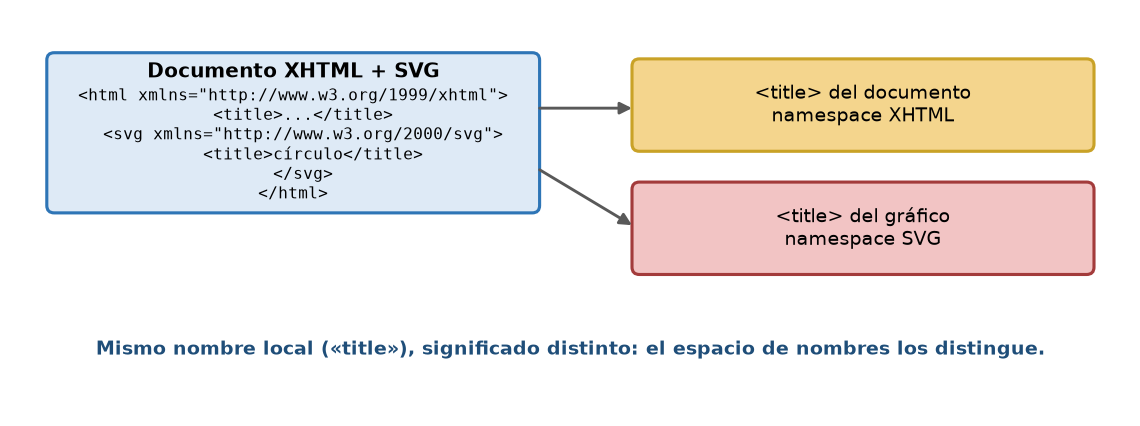 Documento XHTML + SVG
<html xmlns="http://www.w3.org/1999/xhtml">
<title>...</title>
<svg xmlns="http://www.w3.org/2000/svg">
<title>círculo</title>
</svg>
</html>
<title> del documento
namespace XHTML
<title> del gráfico
namespace SVG
Mismo nombre local («title»), significado distinto: el espacio de nombres los distingue.